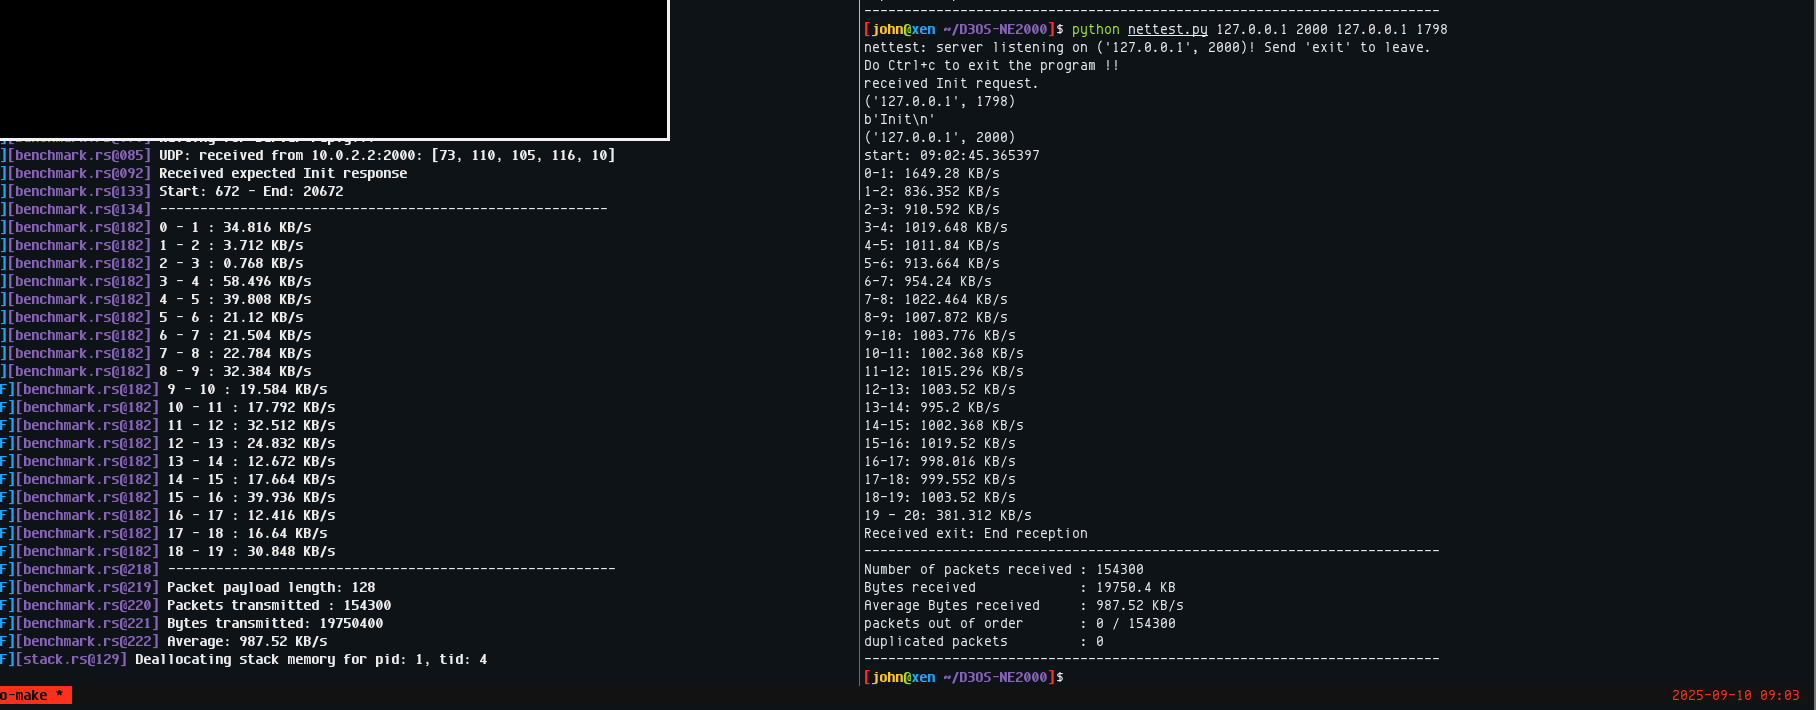 ][benchmark.rs@085] UDP: received from 10.0.2.2:2000: [73, 110, 105, 116, 10]
][benchmark.rs@092] Received expected Init response
][benchmark.rs@133] Start: 672 - End: 20672
][benchmark.rs@134] --------------------------------------------------------
][benchmark.rs@182] 0 - 1 : 34.816 KB/s
][benchmark.rs@182] 1 - 2 : 3.712 KB/s
][benchmark.rs@182] 2 - 3 : 0.768 KB/s
][benchmark.rs@182] 3 - 4 : 58.496 KB/s
][benchmark.rs@182] 4 - 5 : 39.808 KB/s
][benchmark.rs@182] 5 - 6 : 21.12 KB/s
][benchmark.rs@182] 6 - 7 : 21.504 KB/s
][benchmark.rs@182] 7 - 8 : 22.784 KB/s
][benchmark.rs@182] 8 - 9 : 32.384 KB/s
F][benchmark.rs@182] 9 - 10 : 19.584 KB/s
F][benchmark.rs@182] 10 - 11 : 17.792 KB/s
F][benchmark.rs@182] 11 - 12 : 32.512 KB/s
F][benchmark.rs@182] 12 - 13 : 24.832 KB/s
F][benchmark.rs@182] 13 - 14 : 12.672 KB/s
F][benchmark.rs@182] 14 - 15 : 17.664 KB/s
F][benchmark.rs@182] 15 - 16 : 39.936 KB/s
F][benchmark.rs@182] 16 - 17 : 12.416 KB/s
F][benchmark.rs@182] 17 - 18 : 16.64 KB/s
F][benchmark.rs@182] 18 - 19 : 30.848 KB/s
F][benchmark.rs@218] --------------------------------------------------------
F][benchmark.rs@219] Packet payload length: 128
F][benchmark.rs@220] Packets transmitted : 154300
F][benchmark.rs@221] Bytes transmitted: 19750400
F][benchmark.rs@222] Average: 987.52 KB/s
F][stack.rs@129] Deallocating stack memory for pid: 1, tid: 4
------------------------------------------------------------------------
[john@xen ~/D3OS-NE2000]$ python nettest.py 127.0.0.1 2000 127.0.0.1 1798
nettest: server listening on ('127.0.0.1', 2000)! Send 'exit' to leave.
Do Ctrl+c to exit the program !!
received Init request.
('127.0.0.1', 1798)
b'Init\n'
('127.0.0.1', 2000)
start: 09:02:45.365397
0-1: 1649.28 KB/s
1-2: 836.352 KB/s
2-3: 910.592 KB/s
3-4: 1019.648 KB/s
4-5: 1011.84 KB/s
5-6: 913.664 KB/s
6-7: 954.24 KB/s
7-8: 1022.464 KB/s
8-9: 1007.872 KB/s
9-10: 1003.776 KB/s
10-11: 1002.368 KB/s
11-12: 1015.296 KB/s
12-13: 1003.52 KB/s
13-14: 995.2 KB/s
14-15: 1002.368 KB/s
15-16: 1019.52 KB/s
16-17: 998.016 KB/s
17-18: 999.552 KB/s
18-19: 1003.52 KB/s
19 - 20: 381.312 KB/s
Received exit: End reception
------------------------------------------------------------------------
Number of packets received : 154300
Bytes received             : 19750.4 KB
Average Bytes received     : 987.52 KB/s
packets out of order       : 0 / 154300
duplicated packets         : 0
------------------------------------------------------------------------
[john@xen ~/D3OS-NE2000]$
o-make *
2025-09-10 09:03